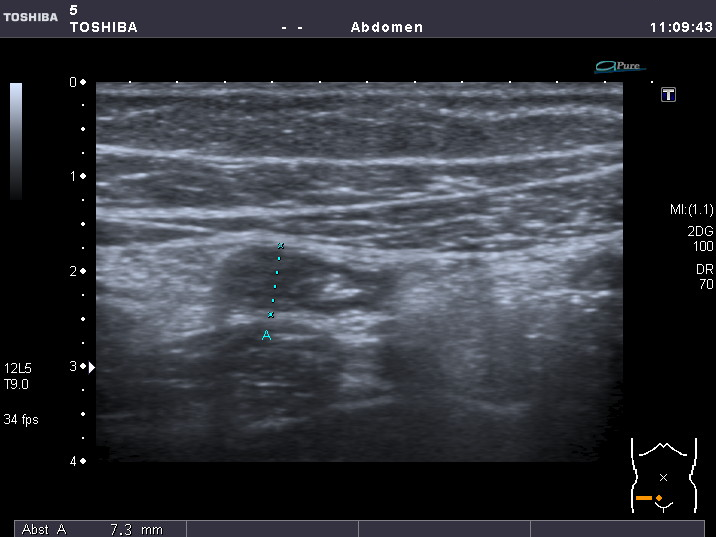 TOSHIBA
5
TOSHIBA - - Abdomen 11:09:43
aPure
T
0
1
2
3
4
A
MI:(1.1)
2DG
100
DR
70
12L5
T9.0
34 fps
Abst A 7.3 mm